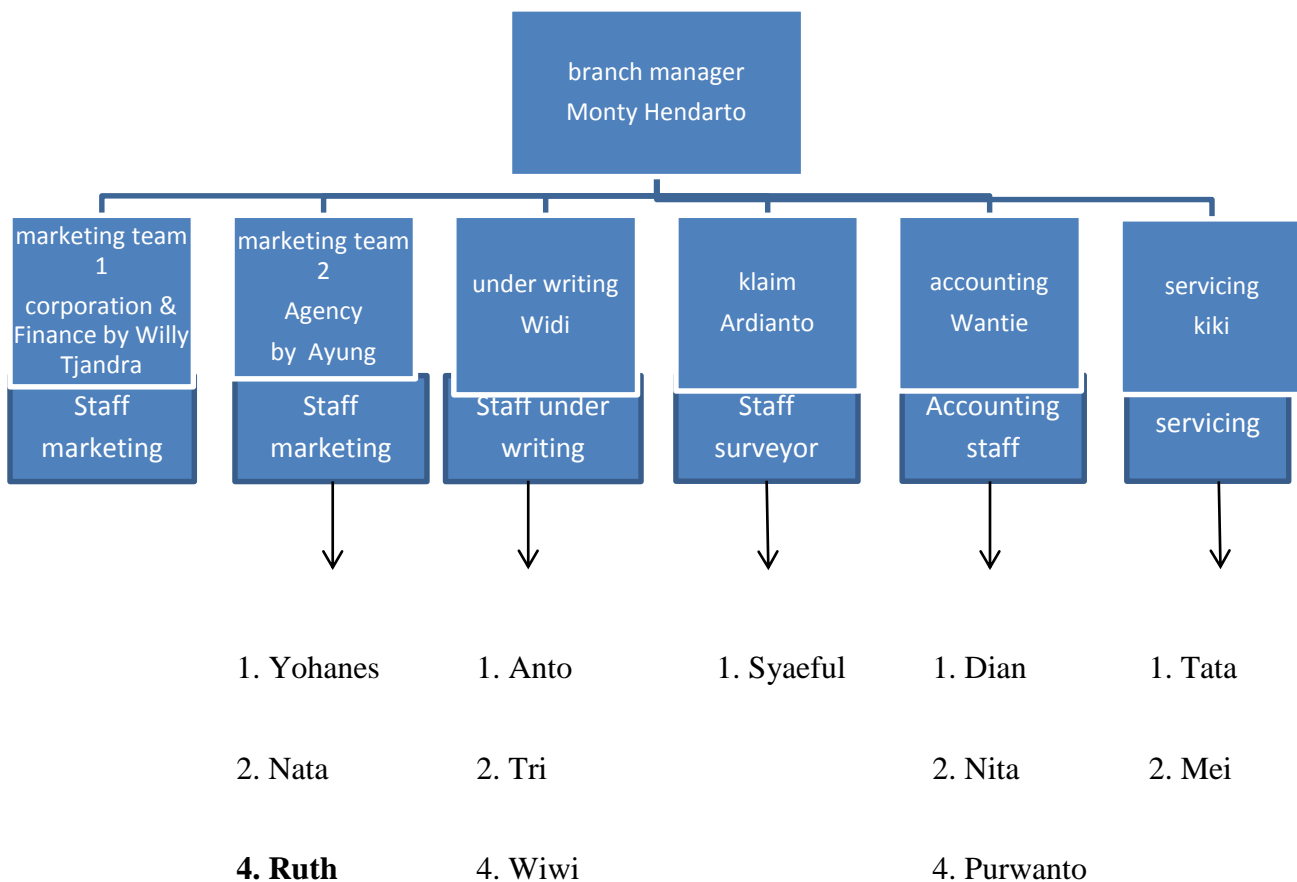 branch manager
Monty Hendarto
marketing team
1
corporation &
Finance by Willy
Tjandra
Staff
marketing
marketing team
2
Agency
by Ayung
Staff
marketing
under writing
Widi
Staff under
writing
klaim
Ardianto
Staff
surveyor
accounting
Wantie
Accounting
staff
servicing
kiki
servicing
1. Yohanes
2. Nata
4. Ruth
1. Anto
2. Tri
4. Wiwi
1. Syaeful
1. Dian
2. Nita
4. Purwanto
1. Tata
2. Mei